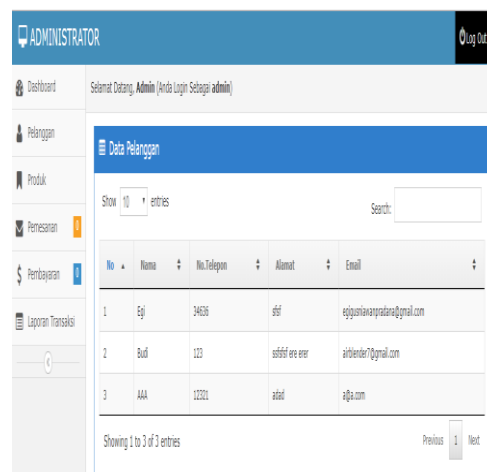 ADMINISTRATOR
Log Out
Dashboard
Selamat Datang, Admin (Anda Login Sebagai admin)
Pelanggan
Data Pelanggan
Produk
Show 10 entries
Search:
Pemesanan 0
Pembayaran 0
No Nama No.Telepon Alamat Email
1 Egi 34636 sfsf egigusniawanpradana@gmail.com
Laporan Transaksi
2 Budi 123 ssfsfsf ere erer airblender7@gmail.com
3 AAA 12321 adad a@a.com
Showing 1 to 3 of 3 entries
Previous 1 Next